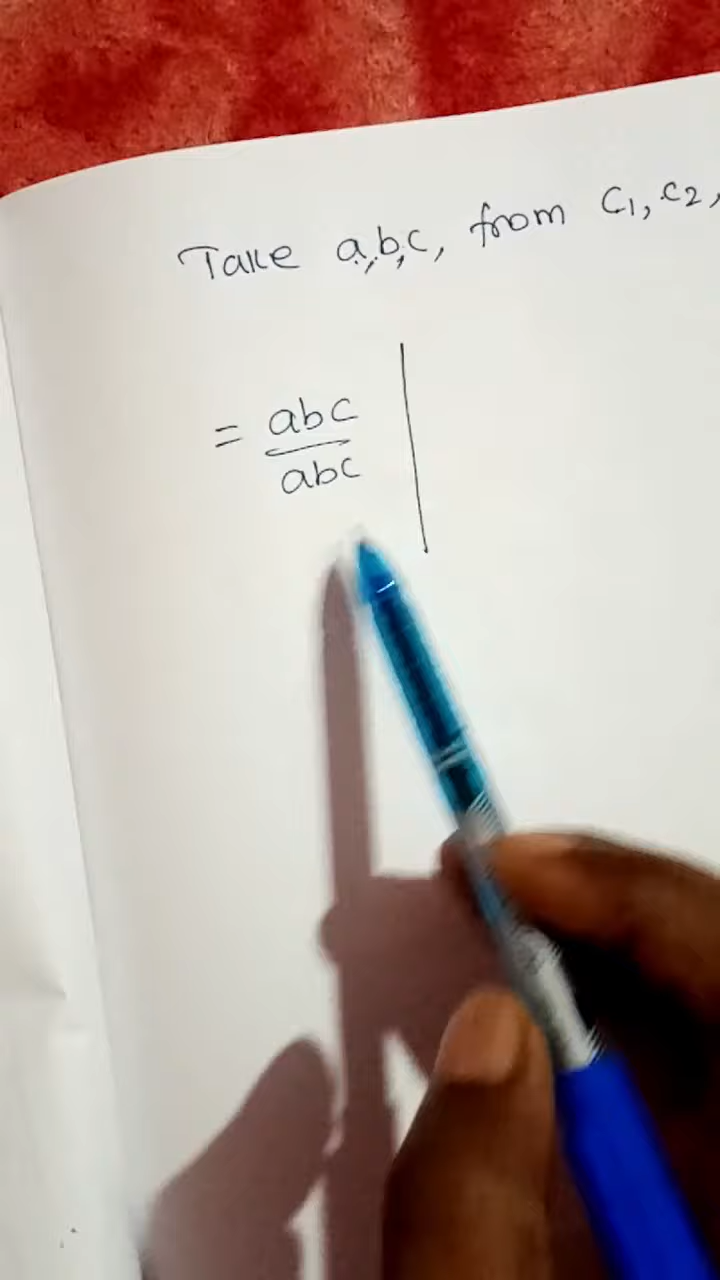 Take a,b,c, from C1, C2,
= abc
abc